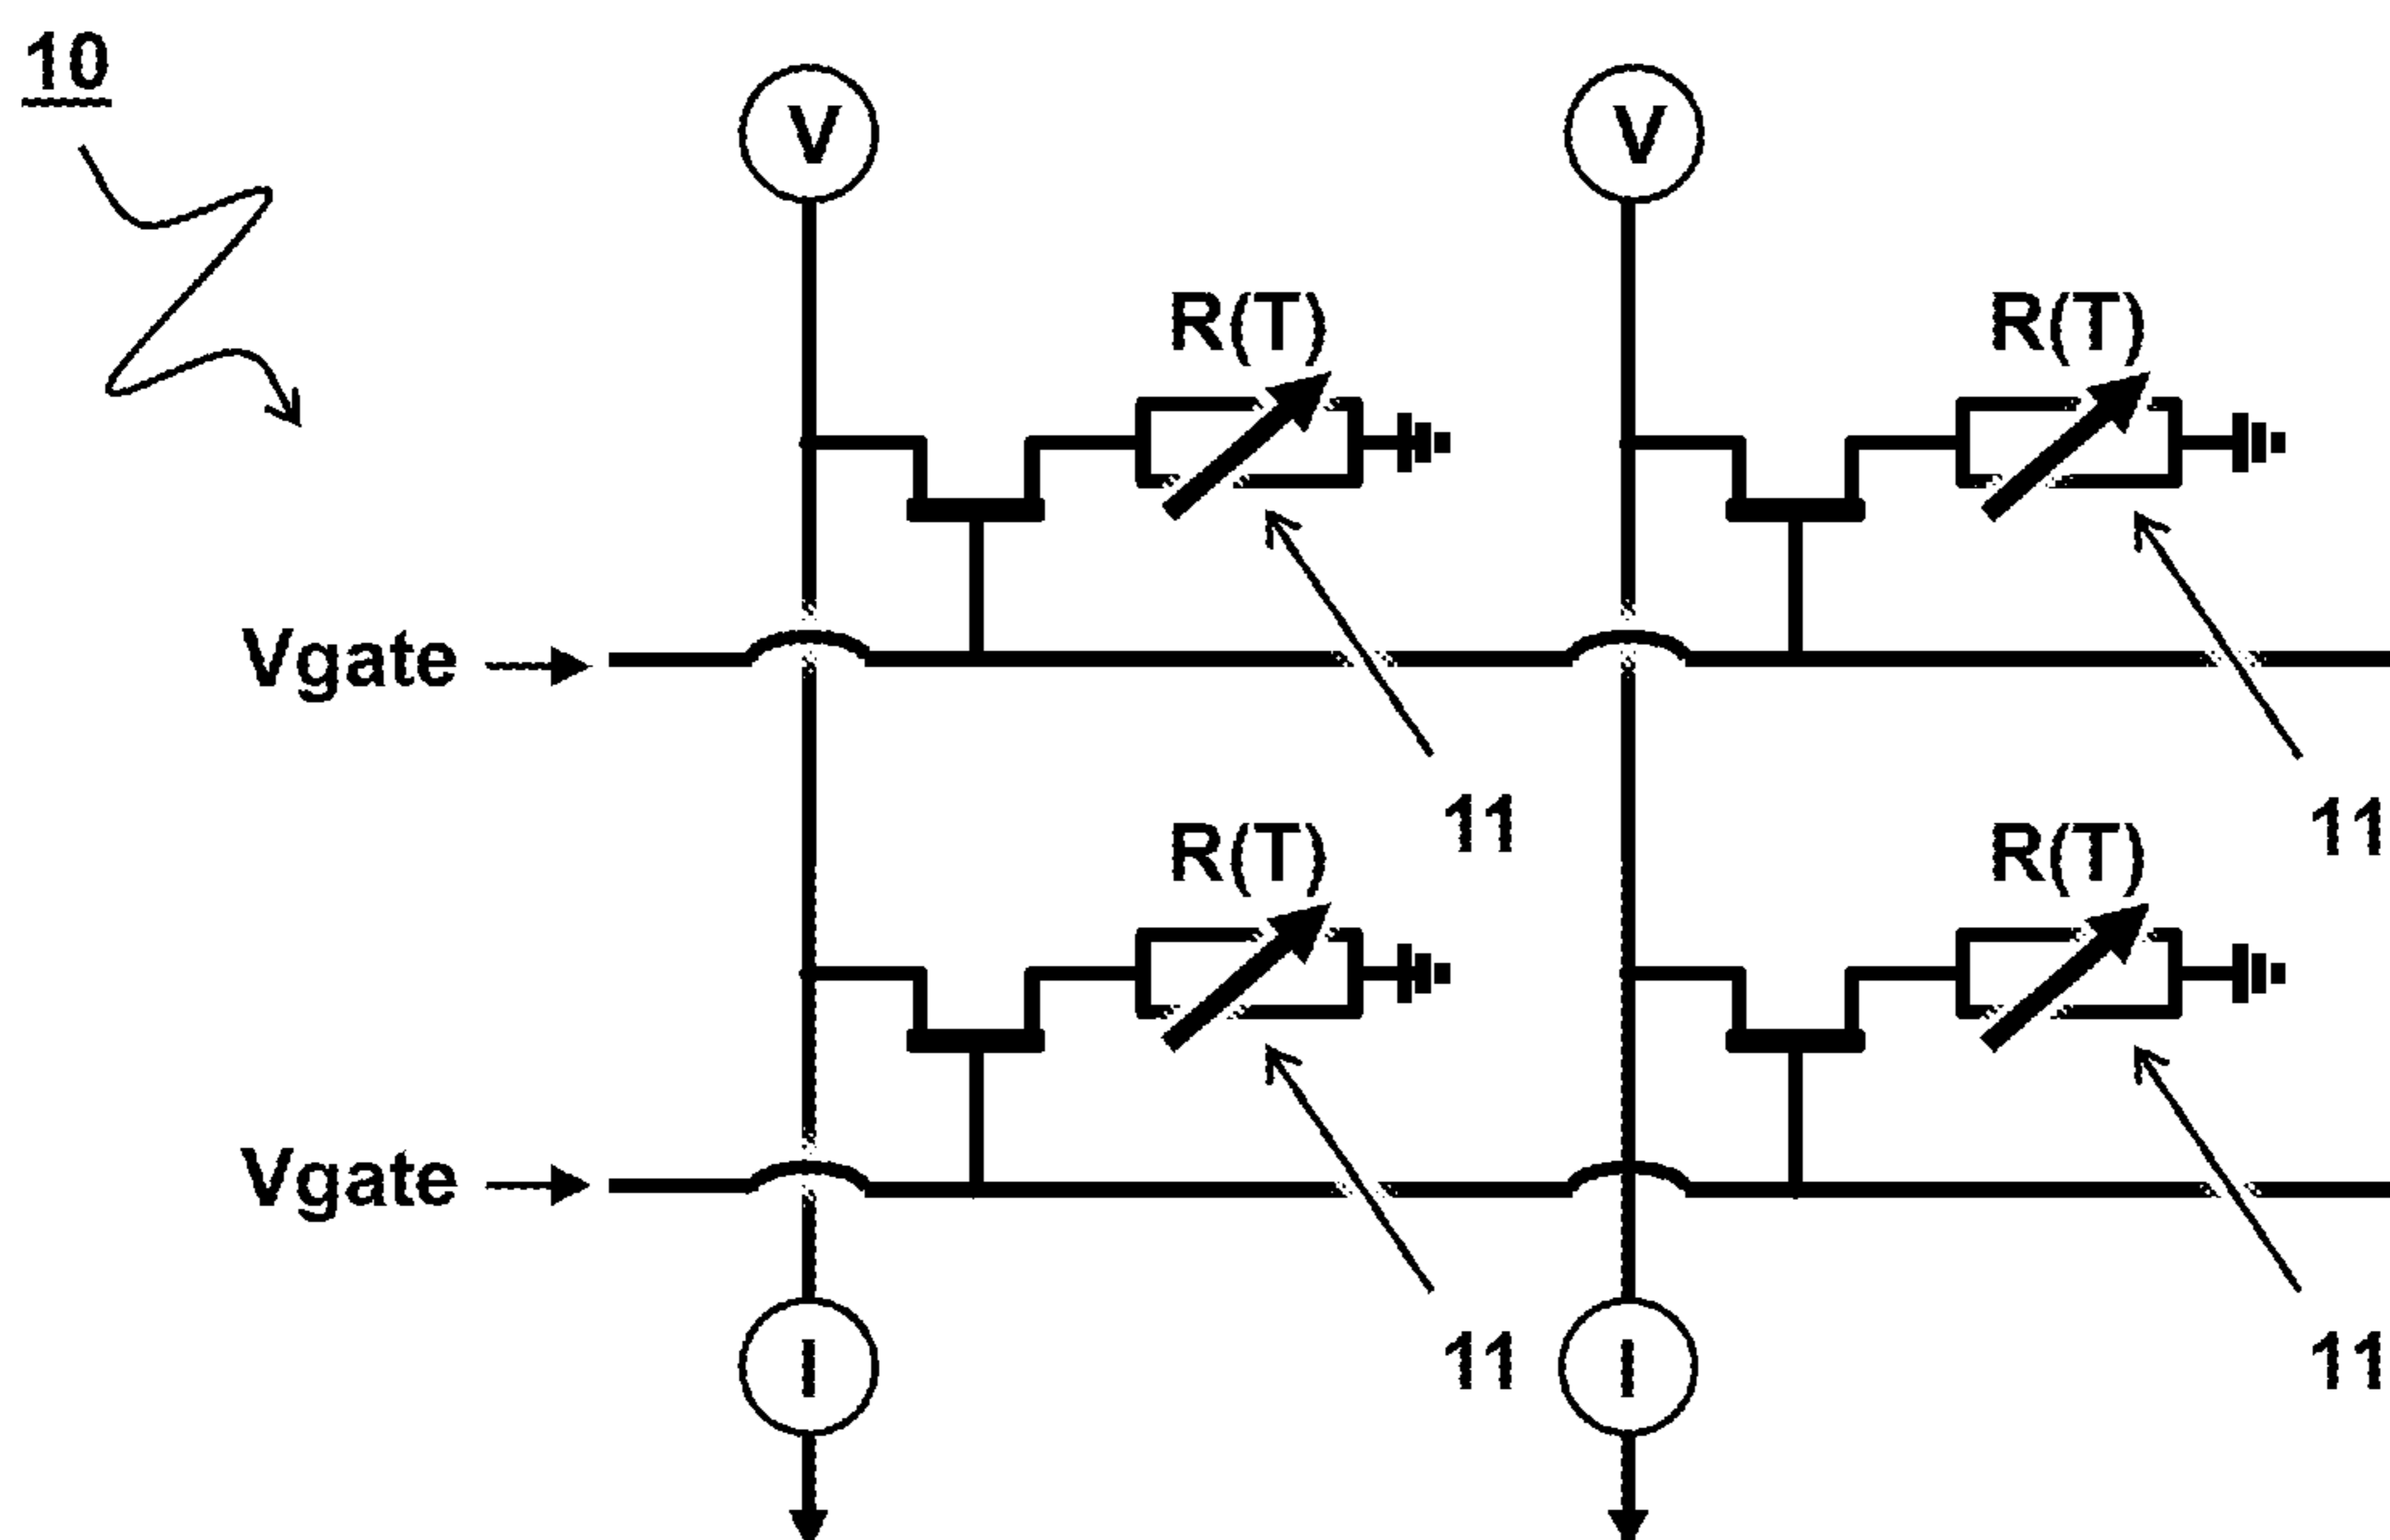 10
V V
R(T) R(T)
Vgate
11 11
R(T) R(T)
Vgate
11 11
I I